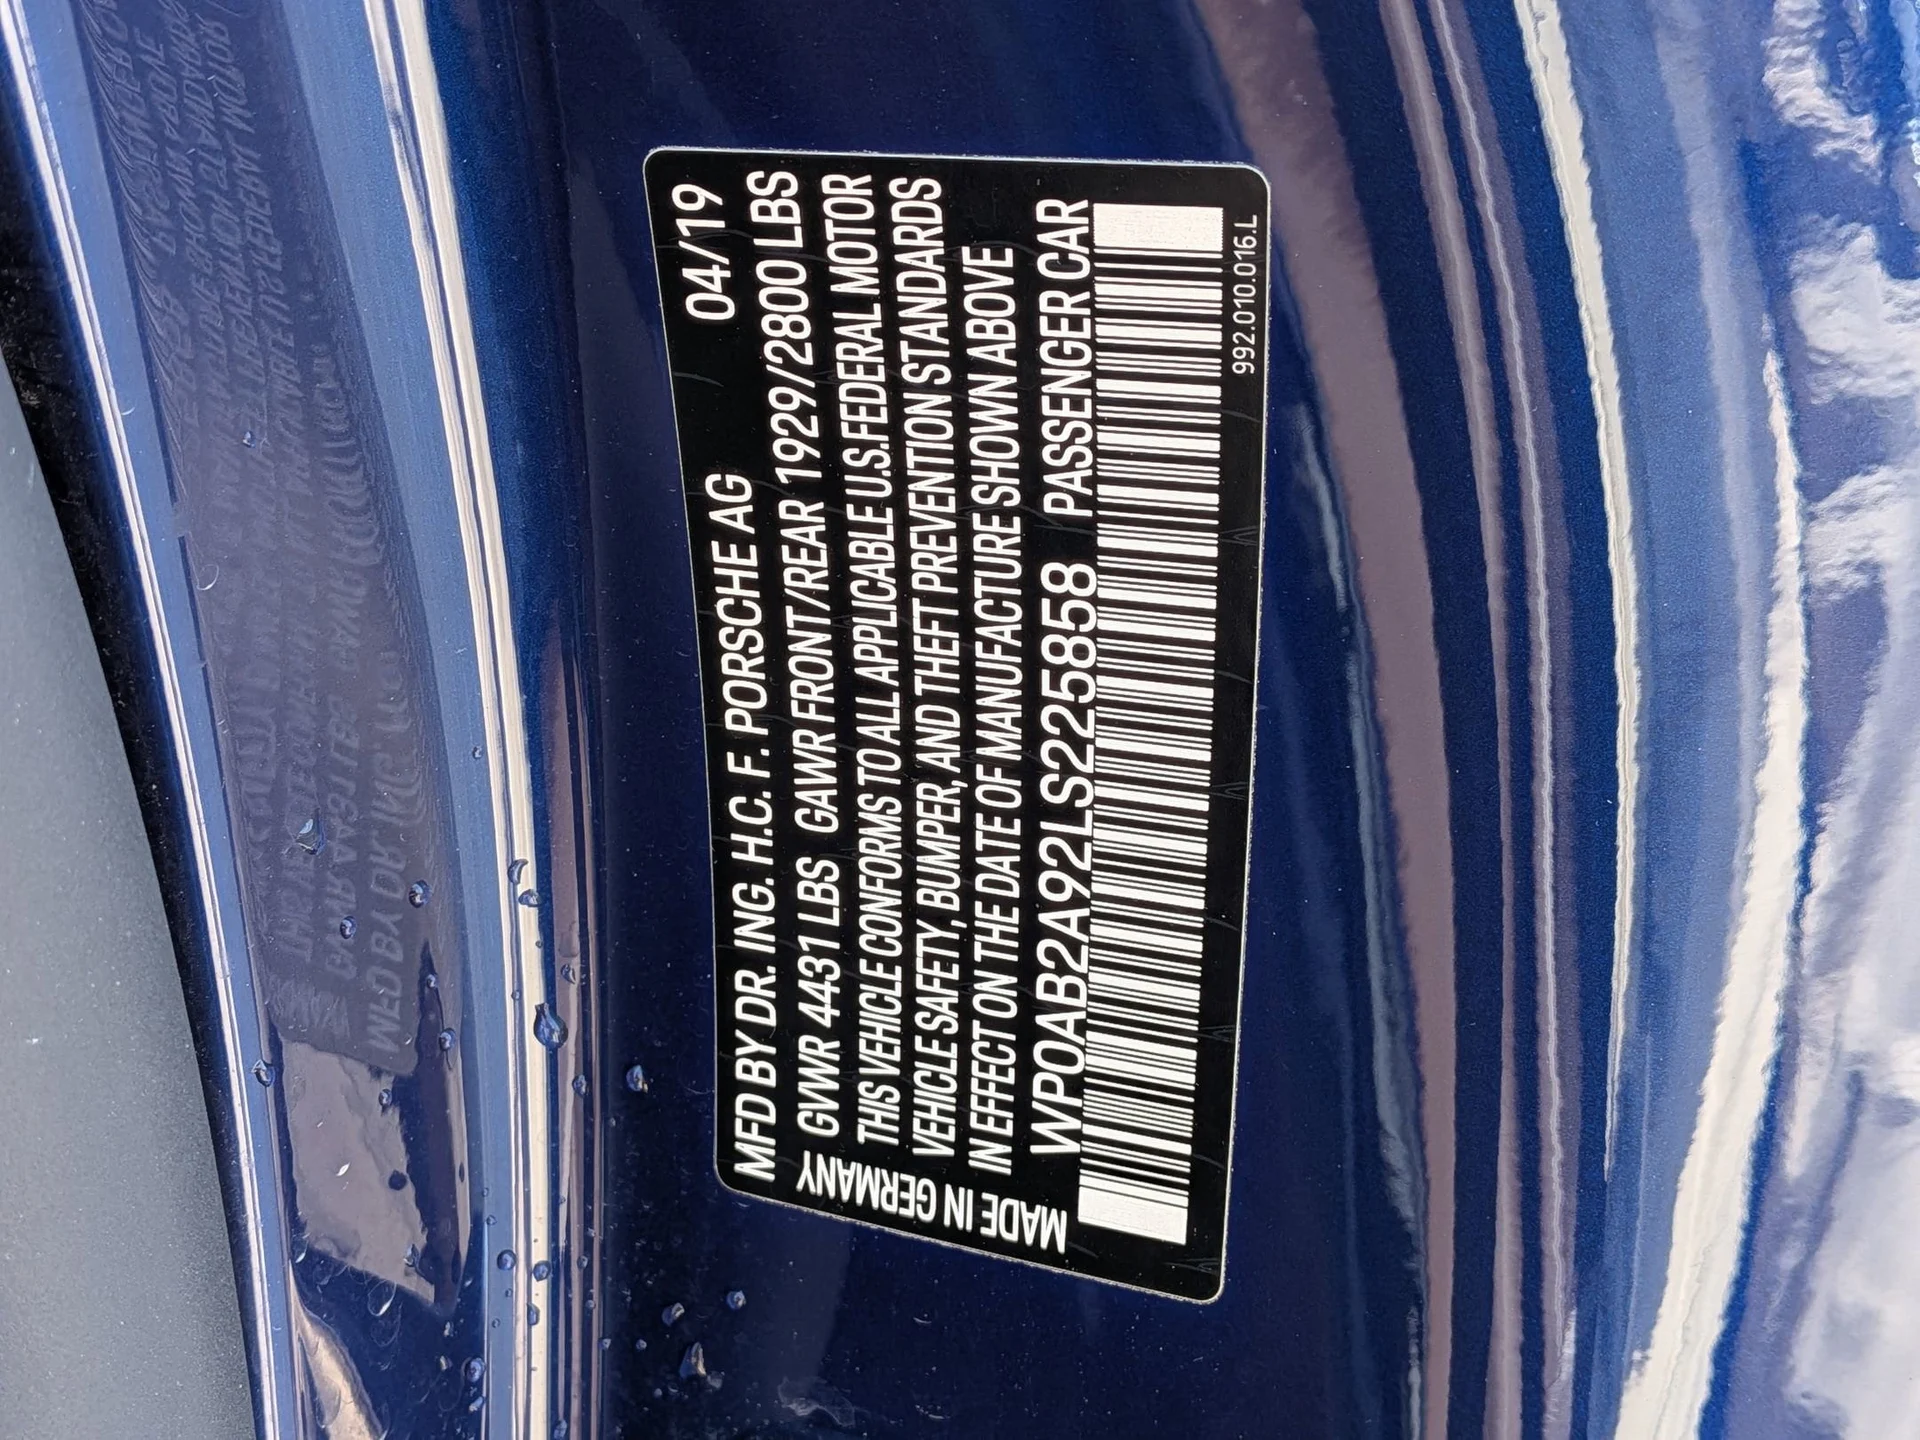 MFD BY DR. ING. H.C. F. PORSCHE AG 04/19
GVWR 4431 LBS GAWR FRONT/REAR 1929/2800 LBS
THIS VEHICLE CONFORMS TO ALL APPLICABLE U.S.FEDERAL MOTOR
VEHICLE SAFETY, BUMPER, AND THEFT PREVENTION STANDARDS
IN EFFECT ON THE DATE OF MANUFACTURE SHOWN ABOVE
WP0AB2A92LS225858 PASSENGER CAR
MADE IN GERMANY
992.010.016.L